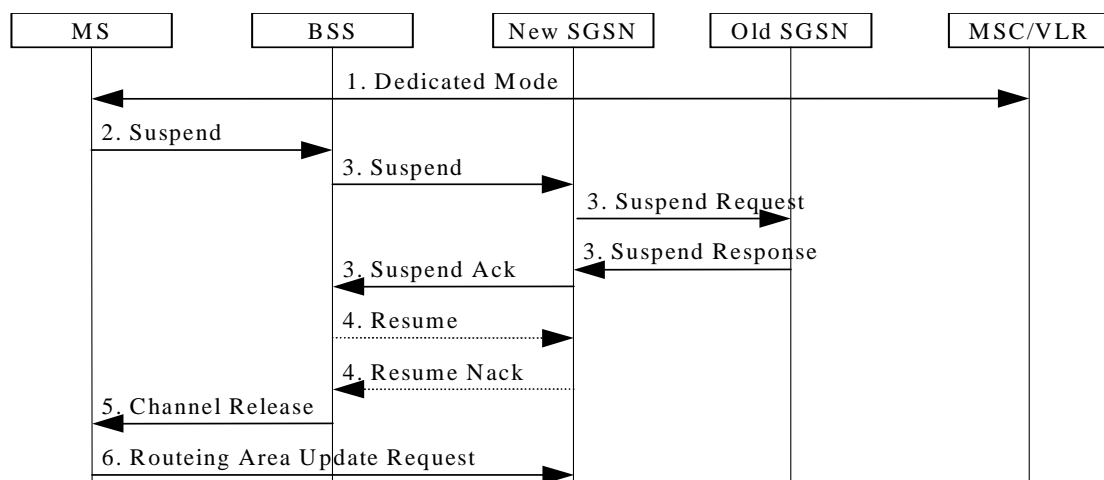 MS
BSS
New SGSN
Old SGSN
MSC/VLR
1. Dedicated Mode
2. Suspend
3. Suspend
3. Suspend Request
3. Suspend Response
3. Suspend Ack
4. Resume
4. Resume Nack
5. Channel Release
6. Routeing Area Update Request